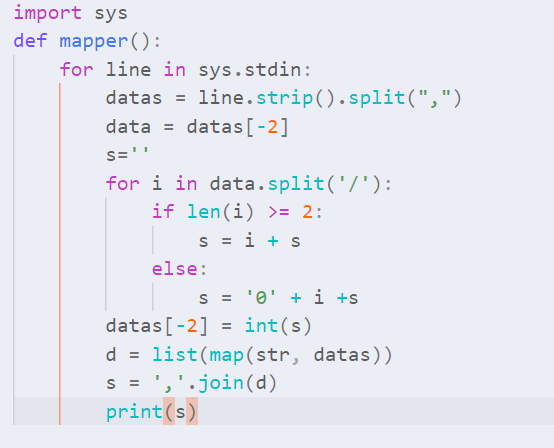 import sys
def mapper():
    for line in sys.stdin:
        datas = line.strip().split(",")
        data = datas[-2]
        s=''
        for i in data.split('/'):
            if len(i) >= 2:
                s = i + s
            else:
                s = '0' + i +s
        datas[-2] = int(s)
        d = list(map(str, datas))
        s = ','.join(d)
        print(s)